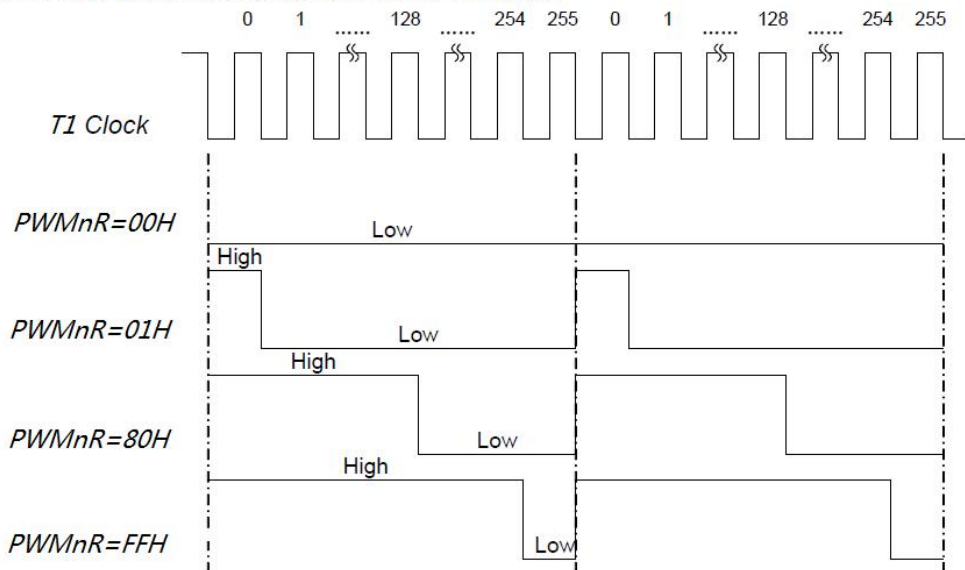 0 1 ...... 128 ...... 254 255 0 1 ...... 128 ...... 254 255
T1 Clock
PWMnR=00H
Low
High
PWMnR=01H
Low
High
PWMnR=80H
Low
High
PWMnR=FFH
Low